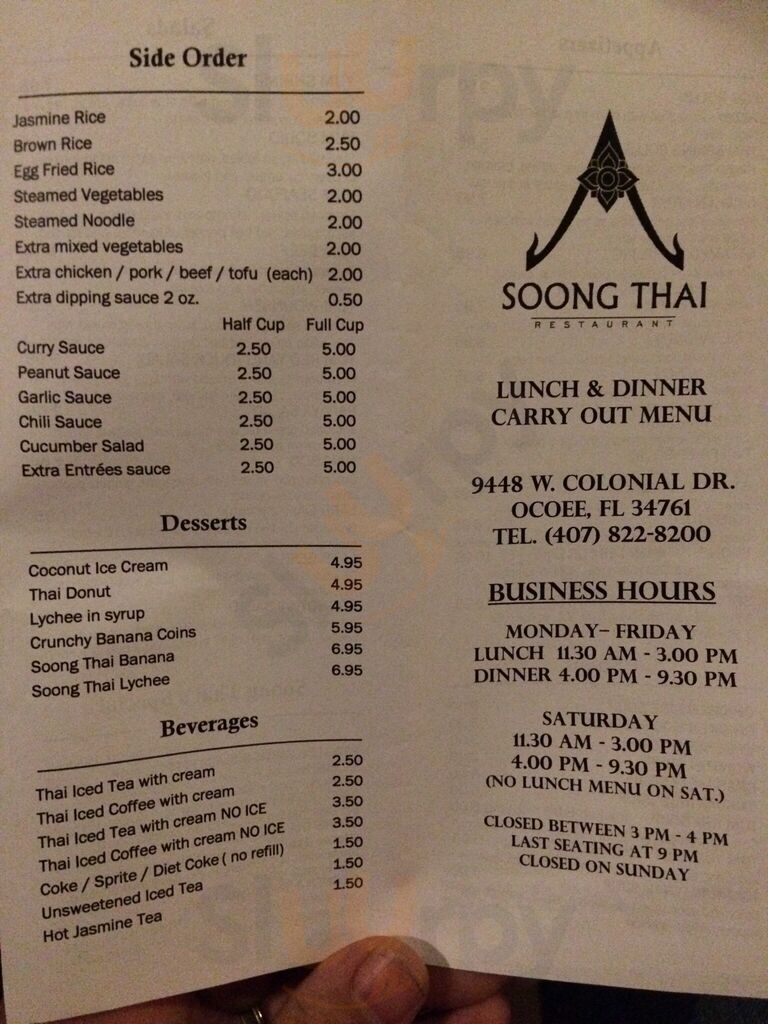 Side Order
Jasmine Rice 2.00
Brown Rice 2.50
Egg Fried Rice 3.00
Steamed Vegetables 2.00
Steamed Noodle 2.00
Extra mixed vegetables 2.00
Extra chicken / pork / beef / tofu (each) 2.00
Extra dipping sauce 2 oz. 0.50
Half Cup Full Cup
Curry Sauce 2.50 5.00
Peanut Sauce 2.50 5.00
Garlic Sauce 2.50 5.00
Chili Sauce 2.50 5.00
Cucumber Salad 2.50 5.00
Extra Entrées sauce 2.50 5.00
Desserts
Coconut Ice Cream 4.95
Thai Donut 4.95
Lychee in syrup 4.95
Crunchy Banana Coins 5.95
Soong Thai Banana 6.95
Soong Thai Lychee 6.95
Beverages
Thai Iced Tea with cream 2.50
Thai Iced Coffee with cream 2.50
Thai Iced Tea with cream NO ICE 3.50
Thai Iced Coffee with cream NO ICE 3.50
Coke / Sprite / Diet Coke ( no refill) 1.50
Unsweetened Iced Tea 1.50
Hot Jasmine Tea 1.50
SOONG THAI
RESTAURANT
LUNCH & DINNER
CARRY OUT MENU
9448 W. COLONIAL DR.
OCOEE, FL 34761
TEL. (407) 822-8200
BUSINESS HOURS
MONDAY– FRIDAY
LUNCH 11.30 AM - 3.00 PM
DINNER 4.00 PM - 9.30 PM
SATURDAY
11.30 AM - 3.00 PM
4.00 PM - 9.30 PM
(NO LUNCH MENU ON SAT.)
CLOSED BETWEEN 3 PM - 4 PM
LAST SEATING AT 9 PM
CLOSED ON SUNDAY